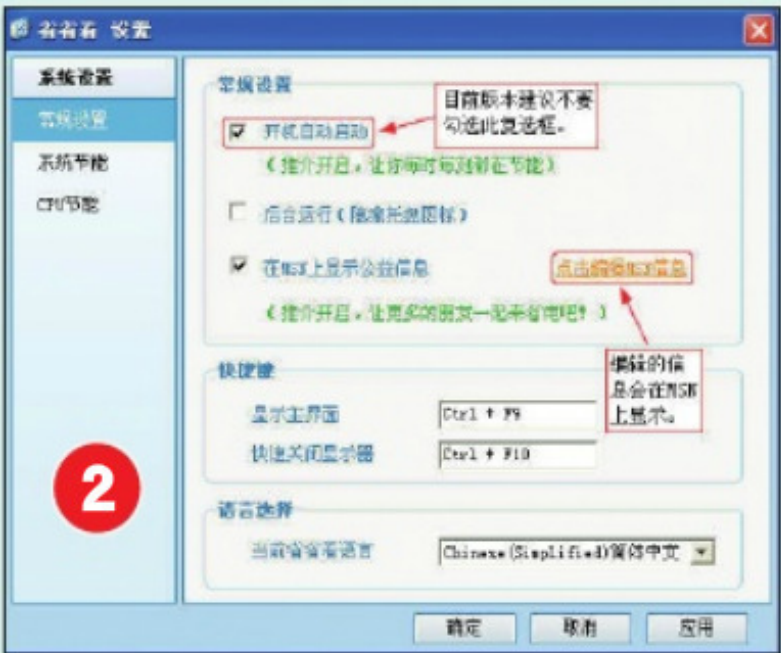 省省看 设置
系统设置
常规设置
系统节能
CPU节能
常规设置
开机自动启动
目前版本建议不要
勾选此复选框。
(推介开启,让你每时每刻都在节能)
后台运行(隐藏托盘图标)
在MSN上显示公益信息
点击编辑MSN信息
(推介开启,让更多的朋友一起来省电吧!)
编辑的信
息会在MSN
上显示。
快捷键
显示主界面
Ctrl + F9
快速关闭显示器
Ctrl + F10
2
语言选择
当前省省看语言
Chinese(Simplified)简体中文
确定
取消
应用